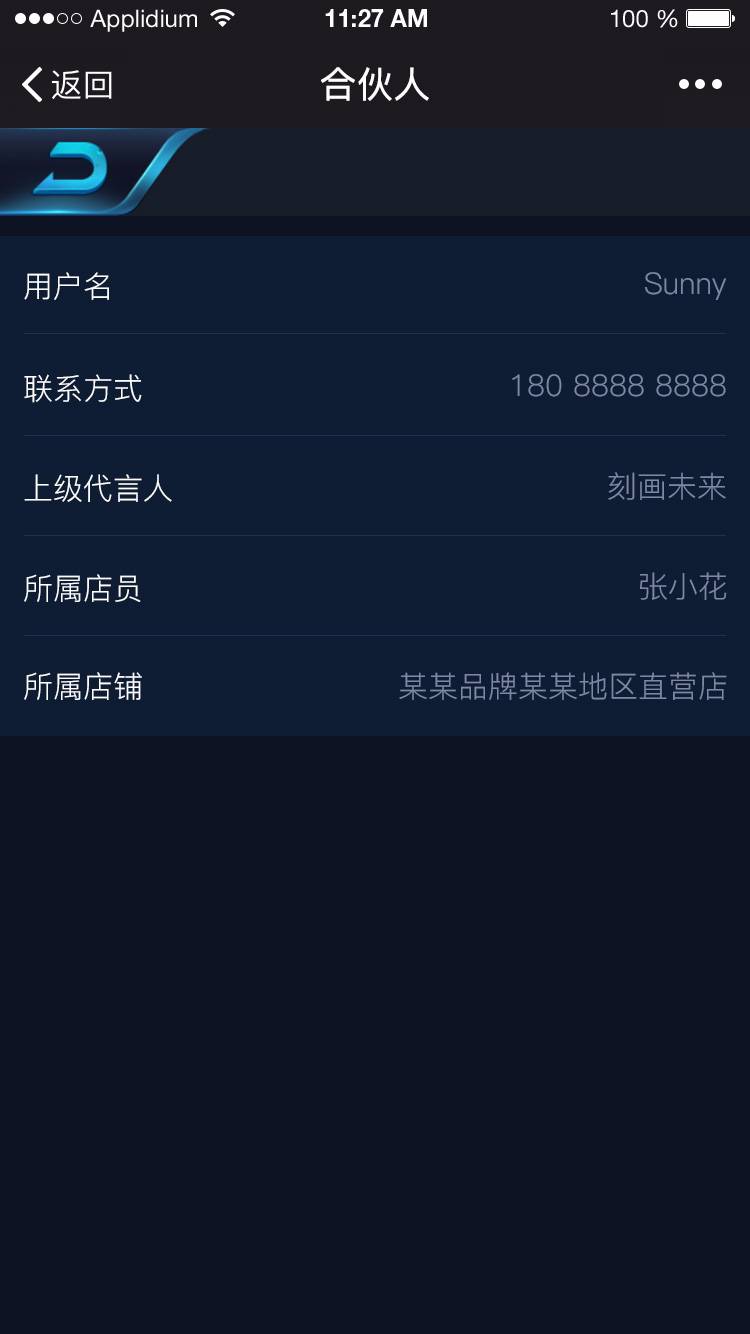 Applidium 11:27 AM 100 %
返回 合伙人
用户名 Sunny
联系方式 180 8888 8888
上级代言人 刻画未来
所属店员 张小花
所属店铺 某某品牌某某地区直营店